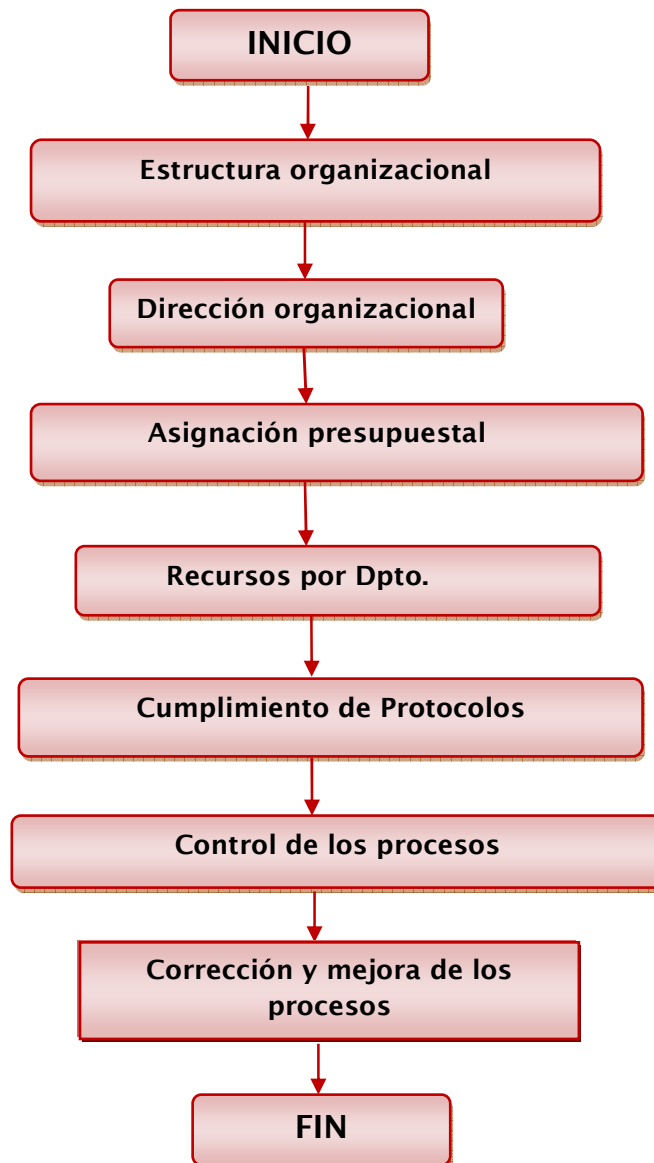 INICIO
Estructura organizacional
Dirección organizacional
Asignación presupuestal
Recursos por Dpto.
Cumplimiento de Protocolos
Control de los procesos
Corrección y mejora de los
procesos
FIN